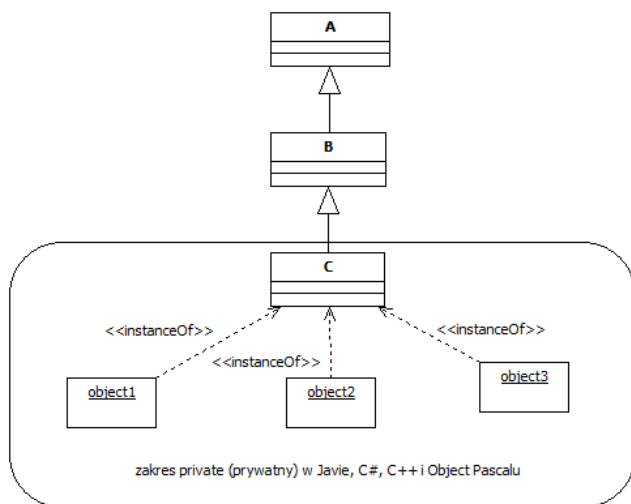 A
B
C
<<instanceOf>>
<<instanceOf>>
<<instanceOf>>
object1
object2
object3
zakres private (prywatny) w Javie, C#, C++ i Object Pascalu